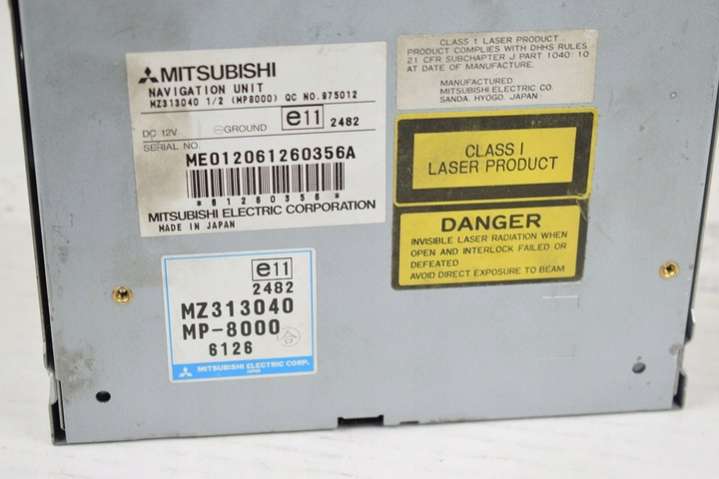 MITSUBISHI
NAVIGATION UNIT
MZ313040 1/2 (MP8000) QC NO. 875012
DC 12V GROUND e11 2482
SERIAL NO.
ME012061260356A
*61260356*
MITSUBISHI ELECTRIC CORPORATION
MADE IN JAPAN
CLASS I LASER PRODUCT
PRODUCT COMPLIES WITH DHHS RULES
21 CFR SUBCHAPTER J PART 1040.10
AT DATE OF MANUFACTURE.
MANUFACTURED
MITSUBISHI ELECTRIC CO.
SANDA, HYOGO, JAPAN
CLASS I
LASER PRODUCT
DANGER
INVISIBLE LASER RADIATION WHEN
OPEN AND INTERLOCK FAILED OR
DEFEATED
AVOID DIRECT EXPOSURE TO BEAM
e11
2482
MZ313040
MP-8000
合
6126
MITSUBISHI ELECTRIC CORP.
JAPAN